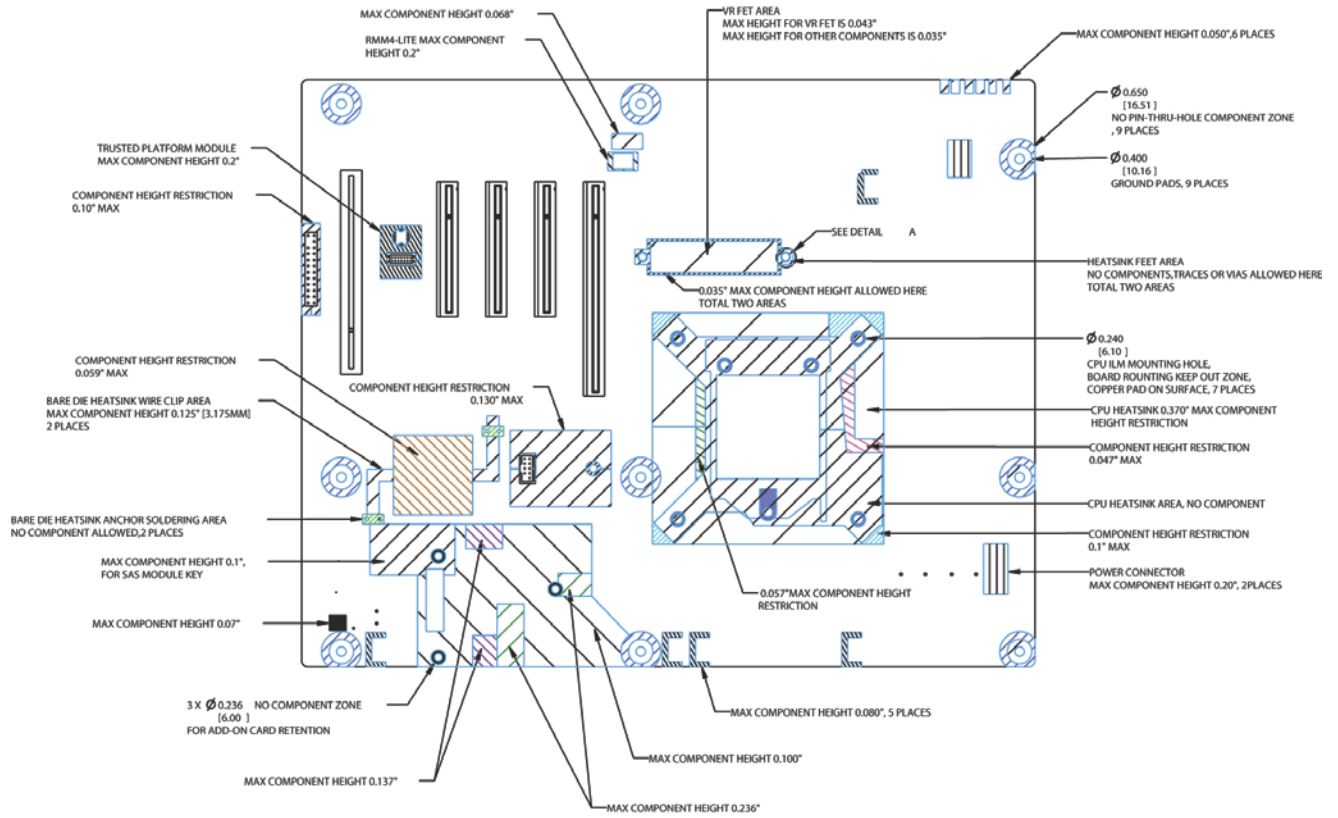 MAX COMPONENT HEIGHT
0.068"
RMM4-LITE MAX COMPONENT
HEIGHT 0.2"
VR FET AREA
MAX HEIGHT FOR VR FET IS 0.043"
MAX HEIGHT FOR OTHER COMPONENTS IS 0.035"
MAX COMPONENT HEIGHT 0.050",6 PLACES
Ø 0.650
[16.51 ]
NO PIN-THRU-HOLE COMPONENT ZONE
, 9 PLACES
Ø 0.400
[10.16 ]
GROUND PADS, 9 PLACES
TRUSTED PLATFORM MODULE
MAX COMPONENT HEIGHT 0.2"
COMPONENT HEIGHT RESTRICTION
0.10" MAX
SEE DETAIL A
HEATSINK FEET AREA
NO COMPONENTS,TRACES OR VIAS ALLOWED HERE
TOTAL TWO AREAS
0.035" MAX COMPONENT HEIGHT ALLOWED HERE
TOTAL TWO AREAS
Ø 0.240
[6.10 ]
CPU ILM MOUNTING HOLE,
BOARD ROUNTING KEEP OUT ZONE,
COPPER PAD ON SURFACE, 7 PLACES
COMPONENT HEIGHT RESTRICTION
0.059" MAX
COMPONENT HEIGHT RESTRICTION
0.130" MAX
BARE DIE HEATSINK WIRE CLIP AREA
MAX COMPONENT HEIGHT 0.125" [3.175MM]
2 PLACES
CPU HEATSINK 0.370" MAX COMPONENT
HEIGHT RESTRICTION
COMPONENT HEIGHT RESTRICTION
0.047" MAX
CPU HEATSINK AREA, NO COMPONENT
BARE DIE HEATSINK ANCHOR SOLDERING AREA
NO COMPONENT ALLOWED,2 PLACES
COMPONENT HEIGHT RESTRICTION
0.1" MAX
MAX COMPONENT HEIGHT 0.1",
FOR SAS MODULE KEY
POWER CONNECTOR
MAX COMPONENT HEIGHT 0.20", 2PLACES
0.057"MAX COMPONENT HEIGHT
RESTRICTION
MAX COMPONENT HEIGHT 0.07"
3 X Ø 0.236 NO COMPONENT ZONE
[6.00 ]
FOR ADD-ON CARD RETENTION
MAX COMPONENT HEIGHT 0.080", 5 PLACES
MAX COMPONENT HEIGHT 0.100"
MAX COMPONENT HEIGHT 0.137"
MAX COMPONENT HEIGHT 0.236"